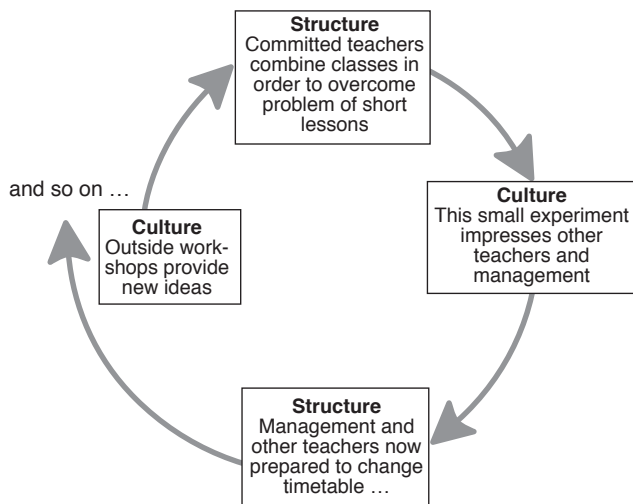 Structure
Committed teachers
combine classes in
order to overcome
problem of short
lessons
and so on …
Culture
Outside work-
shops provide
new ideas
Culture
This small experiment
impresses other
teachers and
management
Structure
Management and
other teachers now
prepared to change
timetable …